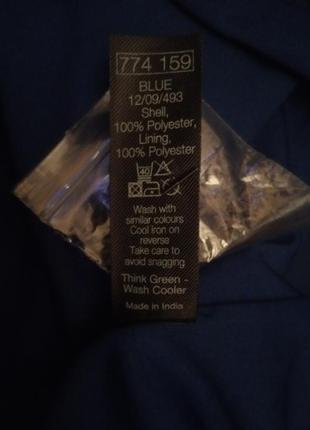 774 159
BLUE
12/09/493
Shell,
100% Polyester,
Lining,
100% Polyester
40
Wash with
similar colours
Cool iron on
reverse
Take care to
avoid snagging
Think Green -
Wash Cooler
Made in India